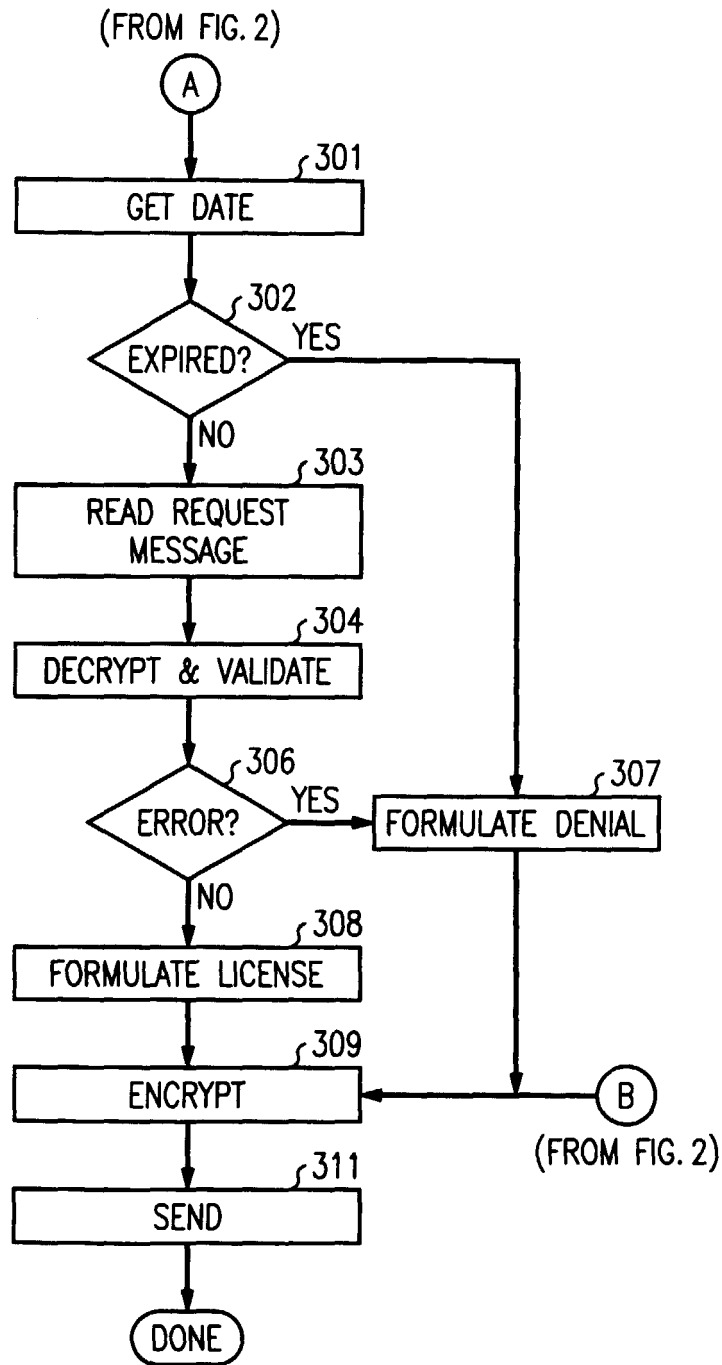 (FROM FIG. 2)
A
301
GET DATE
302
EXPIRED?
YES
NO
303
READ REQUEST
MESSAGE
304
DECRYPT & VALIDATE
306
ERROR?
YES
307
FORMULATE DENIAL
NO
308
FORMULATE LICENSE
309
ENCRYPT
B
(FROM FIG. 2)
311
SEND
DONE